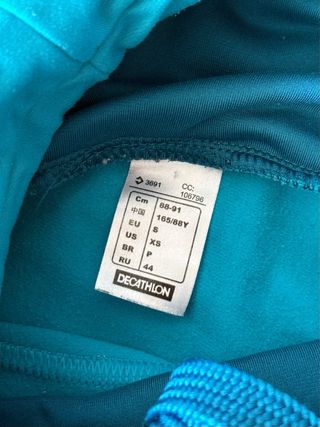 3691 CC:
106796
Cm 88-91
中国 165/88Y
EU S
US XS
BR P
RU 44
DECATHLON